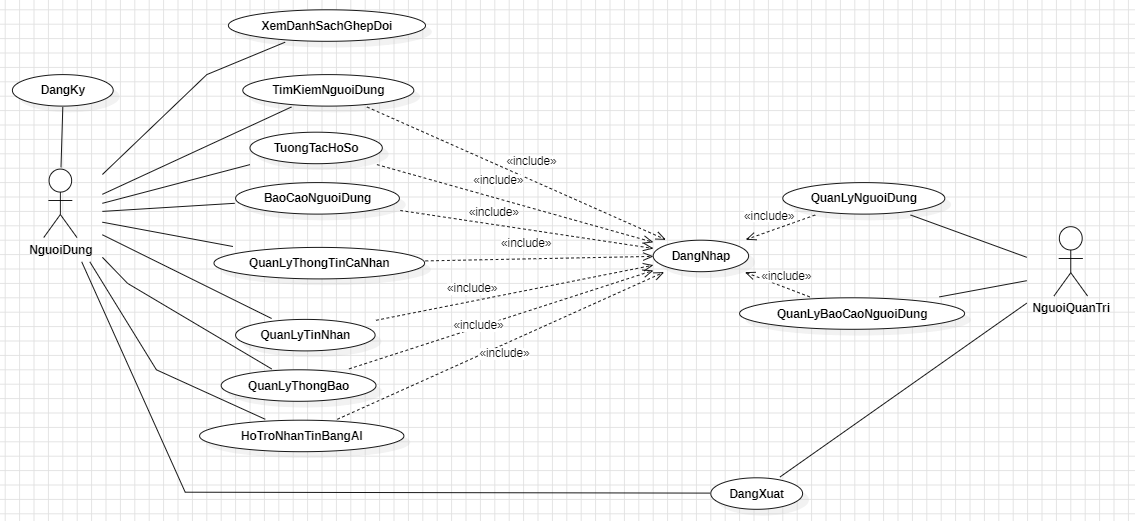 XemDanhSachGhepDoi
DangKy
TimKiemNguoiDung
TuongTacHoSo
«include»
«include»
BaoCaoNguoiDung
QuanLyNguoiDung
«include»
«include»
NguoiDung
«include»
DangNhap
QuanLyThongTinCaNhan
«include»
«include»
NguoiQuanTri
QuanLyBaoCaoNguoiDung
«include»
QuanLyTinNhan
«include»
QuanLyThongBao
HoTroNhanTinBangAI
DangXuat